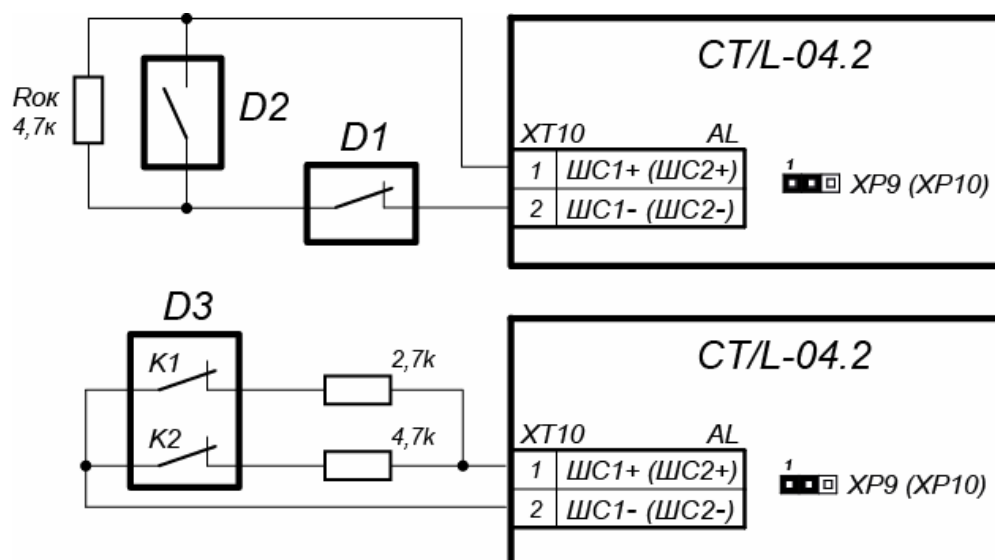 CT/L-04.2
Rок
4,7к
D2
D1
XT10 AL
1 ШС1+ (ШС2+)
2 ШС1- (ШС2-)
1
XP9 (XP10)
D3
CT/L-04.2
K1
2,7k
K2
4,7k
XT10 AL
1 ШС1+ (ШС2+)
2 ШС1- (ШС2-)
1
XP9 (XP10)